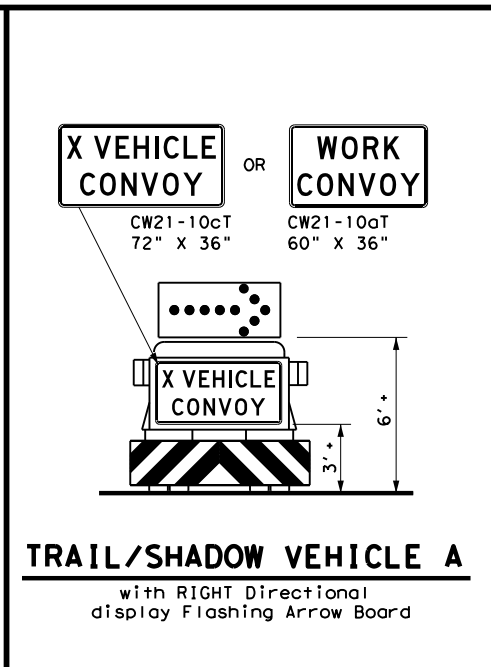 X VEHICLE
CONVOY
OR
WORK
CONVOY
CW21-10cT
72" X 36"
CW21-10aT
60" X 36"
X VEHICLE
CONVOY
6' +
3' +
TRAIL/SHADOW VEHICLE A
with RIGHT Directional
display Flashing Arrow Board